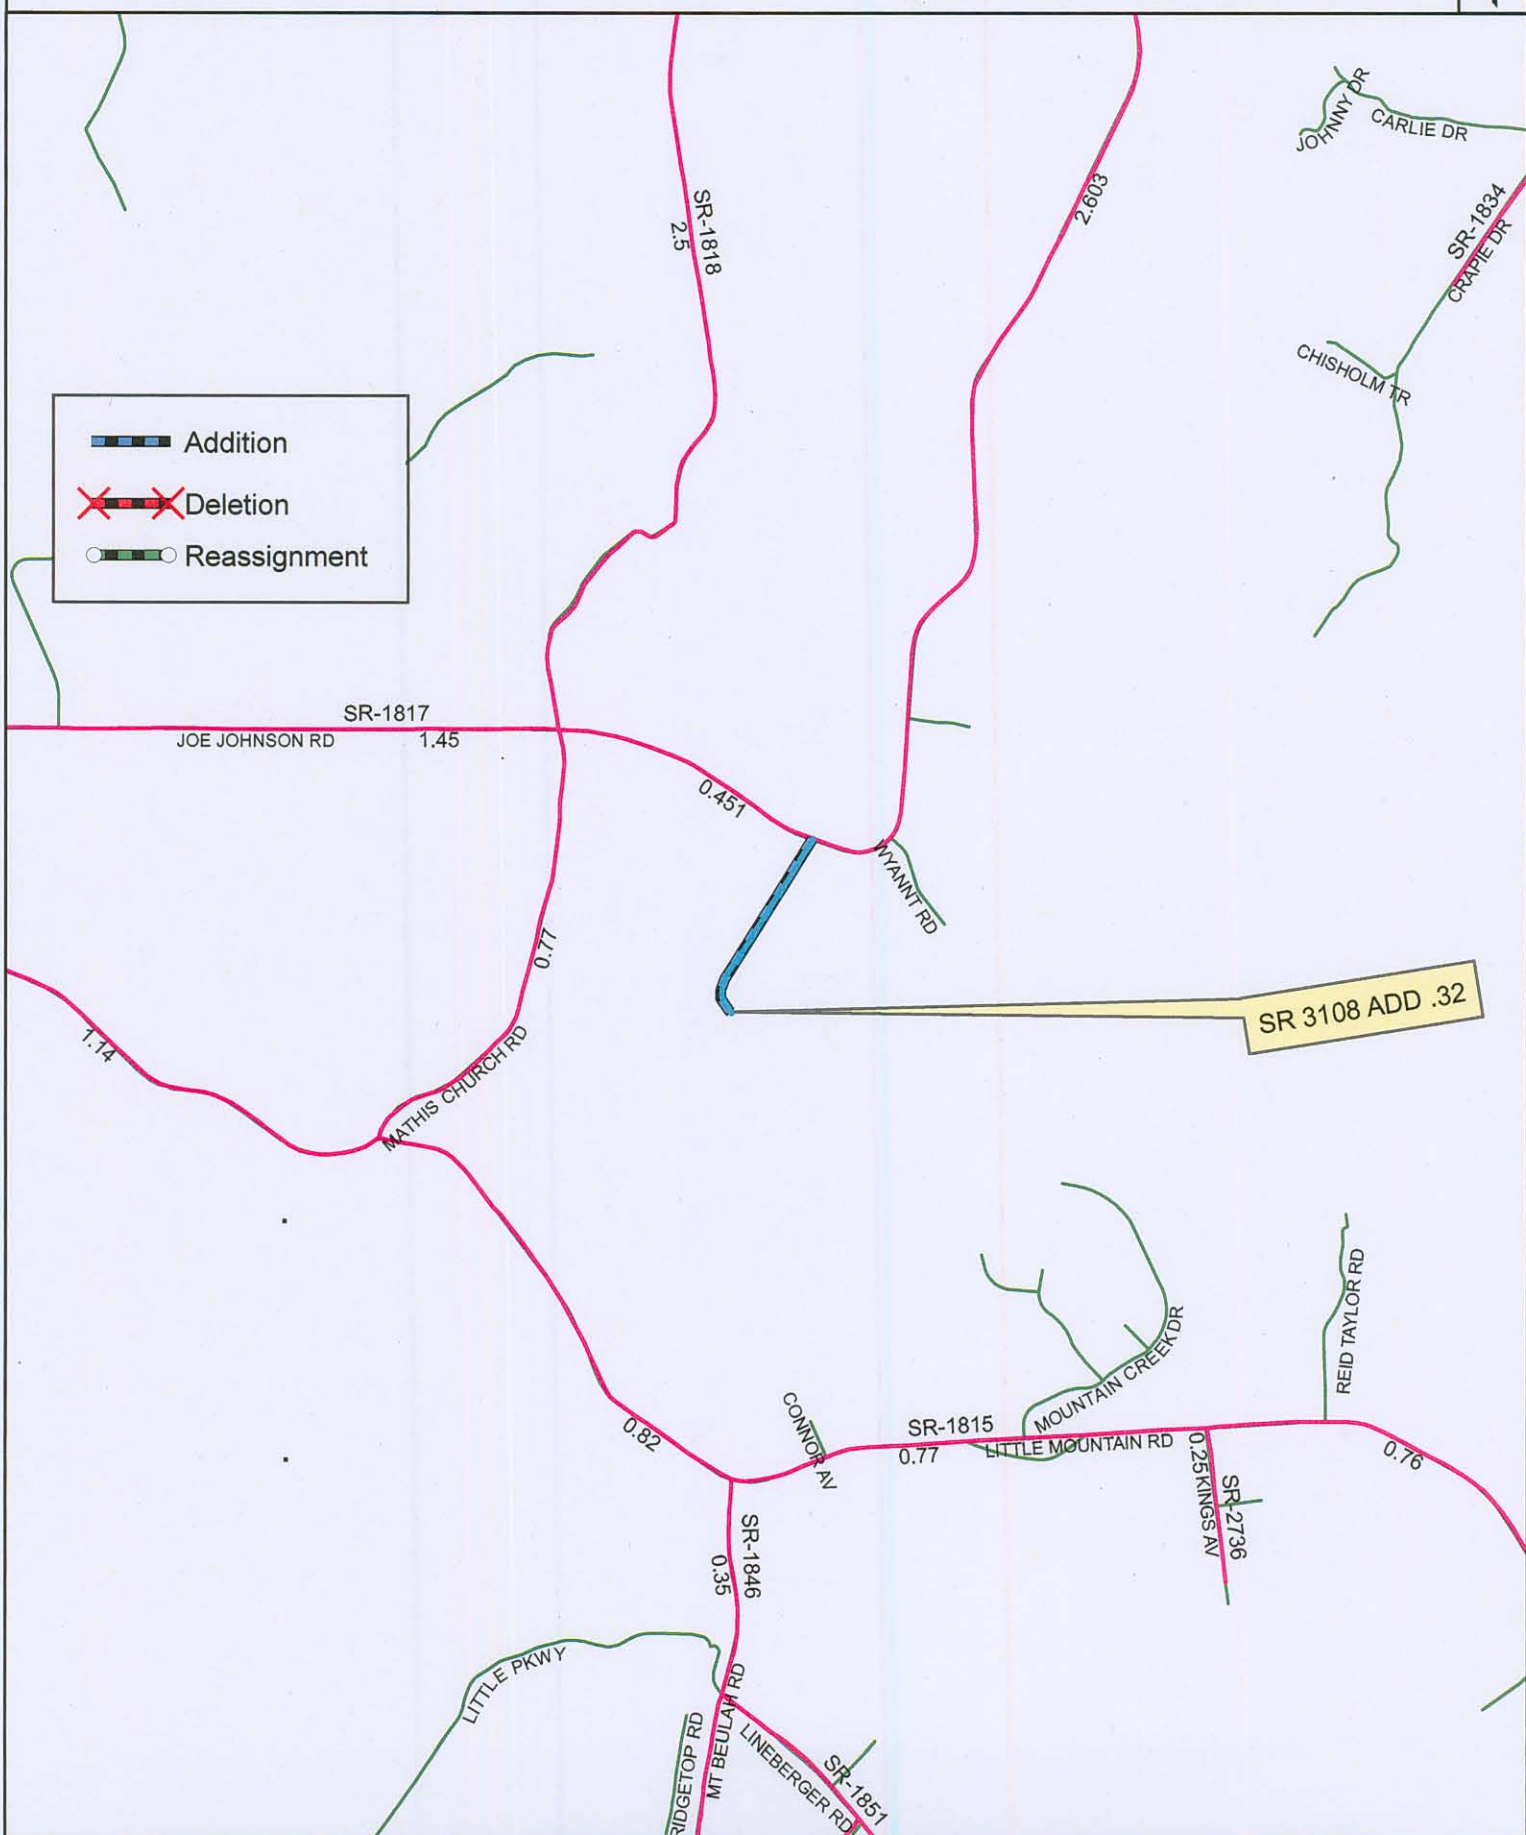 JOHNNY DR
CARLIE DR
SR-1834
CRAPIE DR
SR-1818
2.5
2.603
CHISHOLM TR
Addition
Deletion
Reassignment
SR-1817
JOE JOHNSON RD
1.45
0.451
WYANNT RD
0.77
SR 3108 ADD .32
1.14
MATHIS CHURCH RD
REID TAYLOR RD
MOUNTAIN CREEK DR
CONNOR AV
SR-1815
0.82
0.77
LITTLE MOUNTAIN RD
0.76
0.25
KINGS AV
SR-2736
SR-1846
0.35
LITTLE PKWY
RIDGETOP RD
MT BEULAH RD
LINEBERGER RD
SR-1851